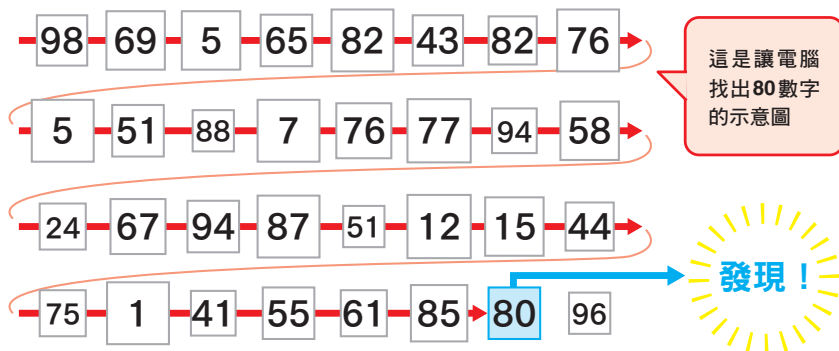 98 69 5 65 82 43 82 76
5 51 88 7 76 77 94 58
24 67 94 87 51 12 15 44
75 1 41 55 61 85 80 96
這是讓電腦
找出80數字
的示意圖
發現！